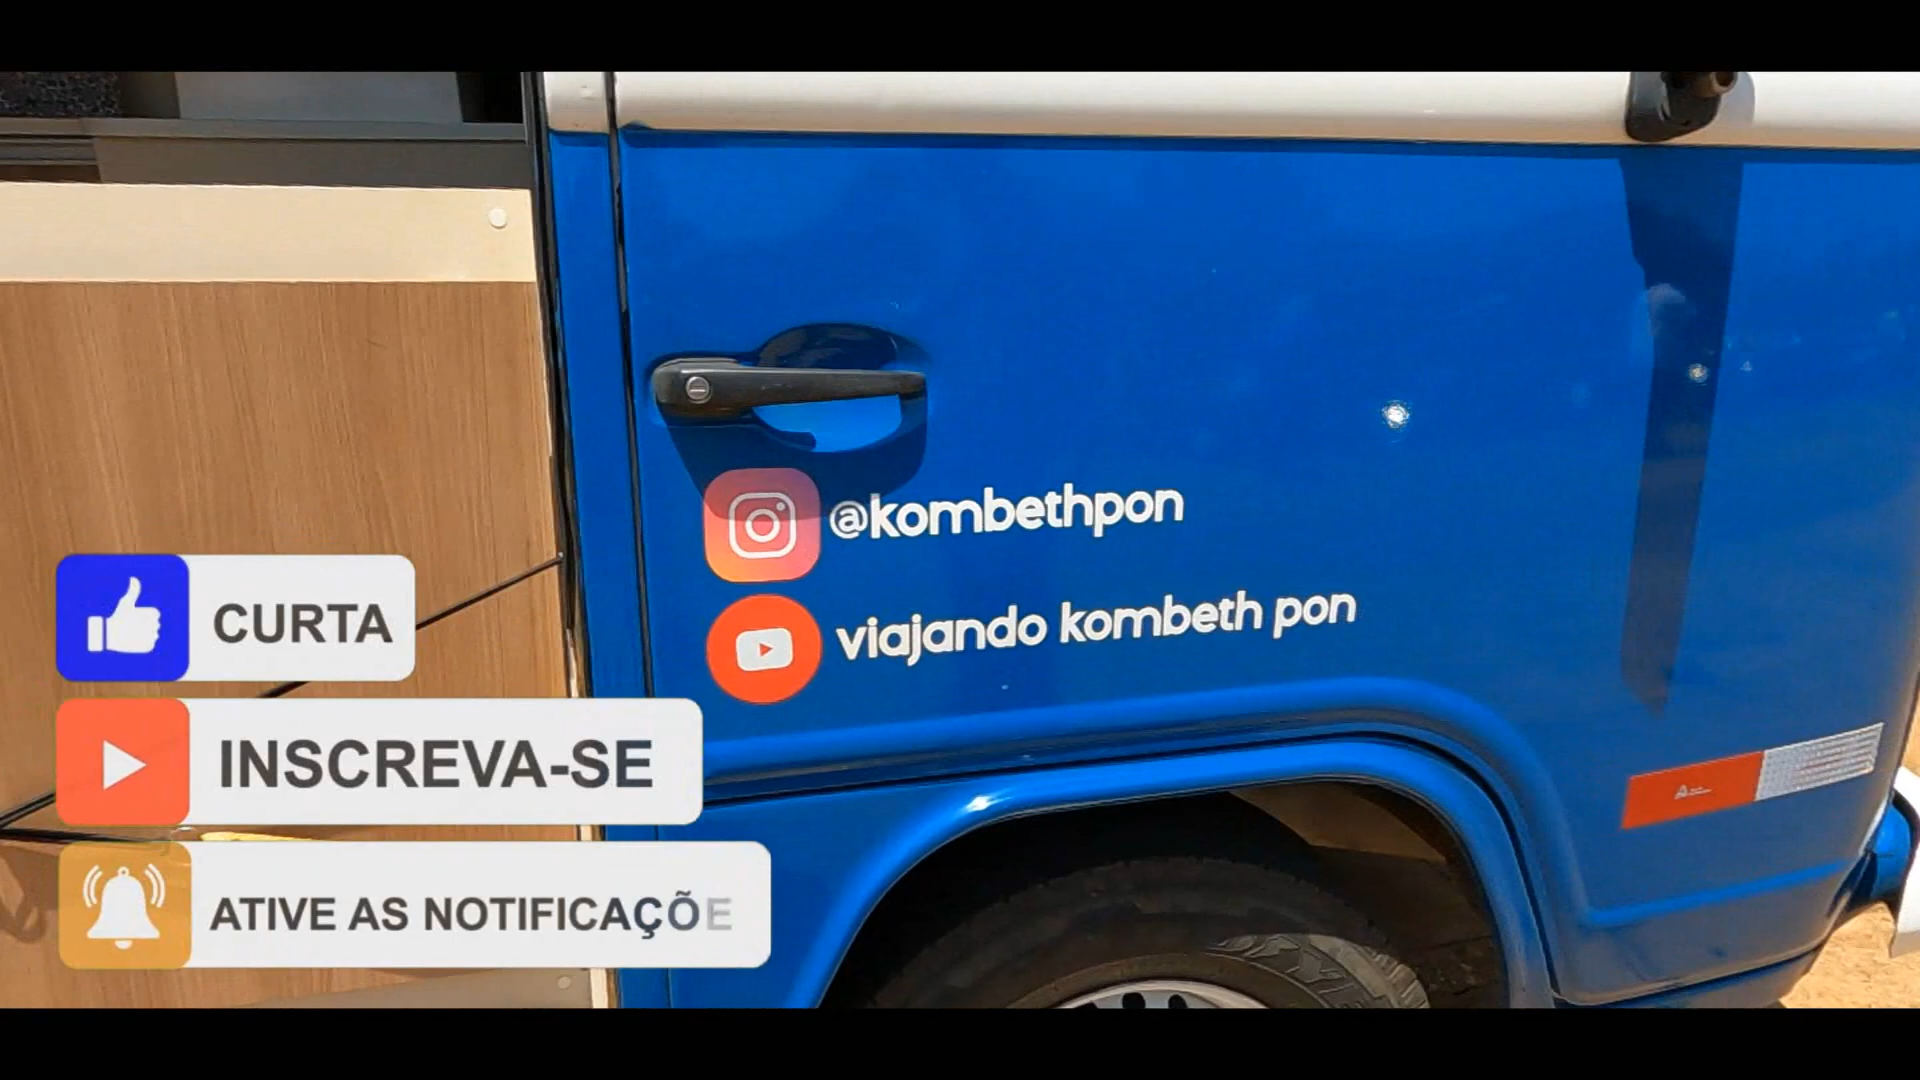 @kombethpon
viajando kombeth pon
CURTA
INSCREVA-SE
ATIVE AS NOTIFICAÇÕE